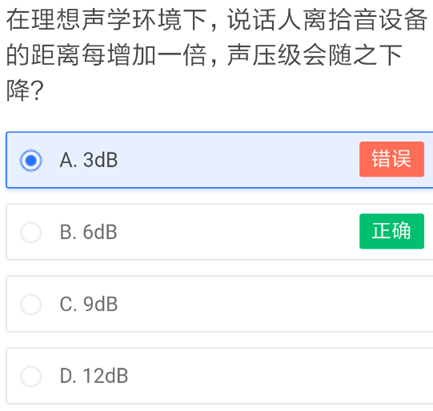 在理想声学环境下，说话人离拾音设备
的距离每增加一倍，声压级会随之下
降？
A. 3dB 错误
B. 6dB 正确
C. 9dB
D. 12dB